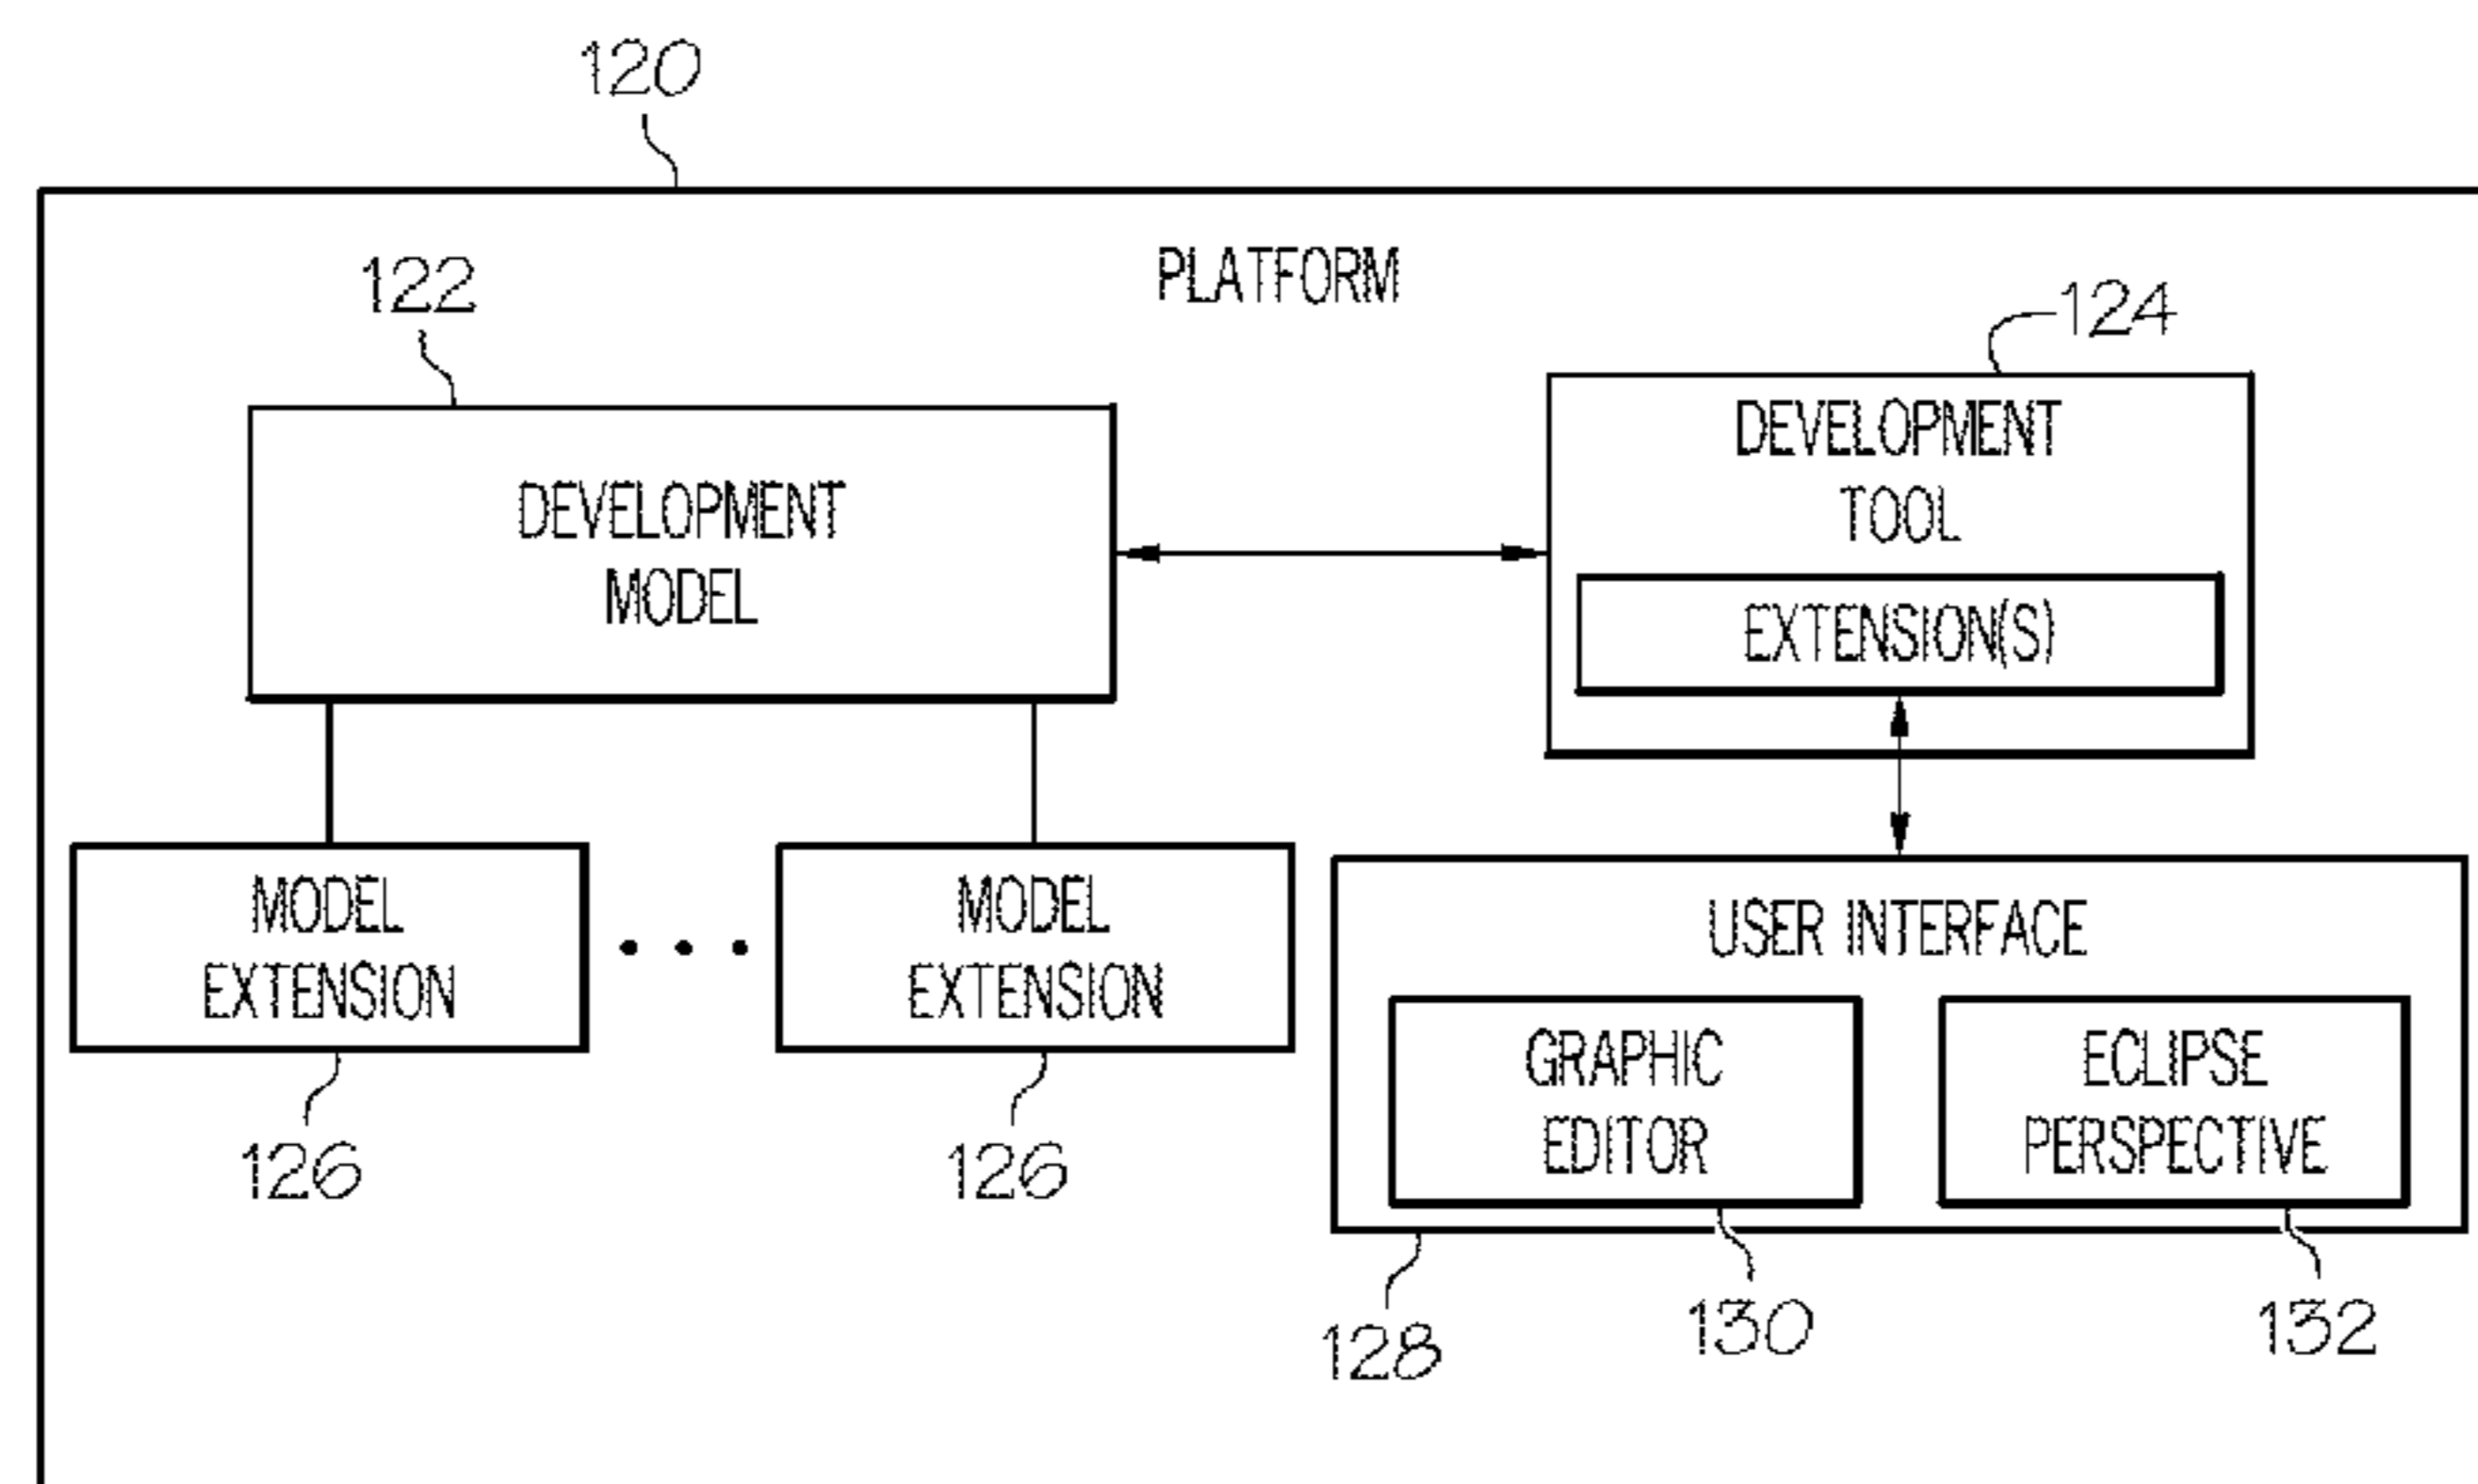 120
PLATFORM
122
124
DEVELOPMENT
MODEL
DEVELOPMENT
TOOL
EXTENSION(S)
MODEL
EXTENSION
MODEL
EXTENSION
126
126
USER INTERFACE
GRAPHIC
EDITOR
ECLIPSE
PERSPECTIVE
128
130
132